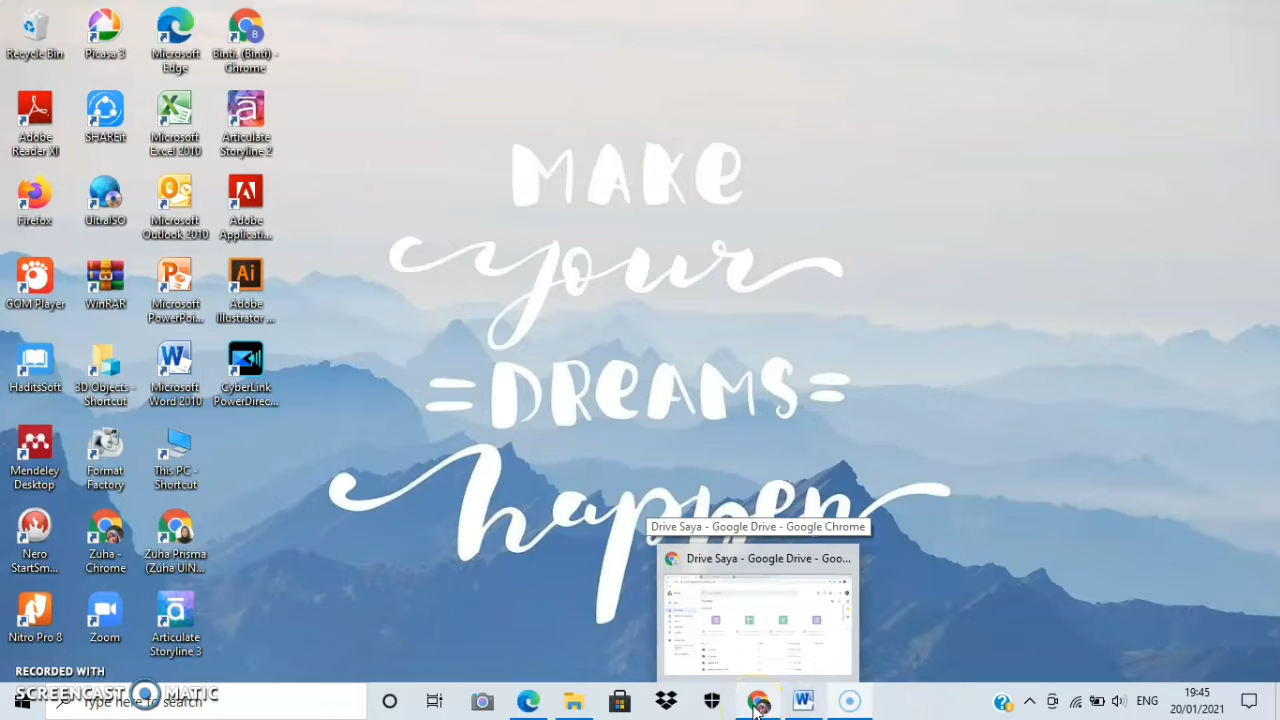 Recycle Bin
Picasa 3
Microsoft
Edge
Binti. (Binti) -
Chrome
Adobe
Reader XI
SHAREit
Microsoft
Excel 2010
Articulate
Storyline 2
Firefox
UltraISO
Microsoft
Outlook 2010
Adobe
Applicati...
GOM Player
WinRAR
Microsoft
PowerPoi...
Adobe
Illustrator ...
HaditsSoft
3D Objects -
Shortcut
Microsoft
Word 2010
CyberLink
PowerDirec...
Mendeley
Desktop
Format
Factory
This PC -
Shortcut
Nero
StartSm...
Zuha -
Chrome
Zuha Prisma
(Zuha UIN...
Nitro Pro 8
Zoom
Articulate
Storyline 3
MAKE
your
=DREAMS=
happen
Drive Saya - Google Drive - Google Chrome
Drive Saya - Google Drive - Goo...
RECORDED WITH
SCREENCAST MATIC
Type here to search
ENG
20/01/2021